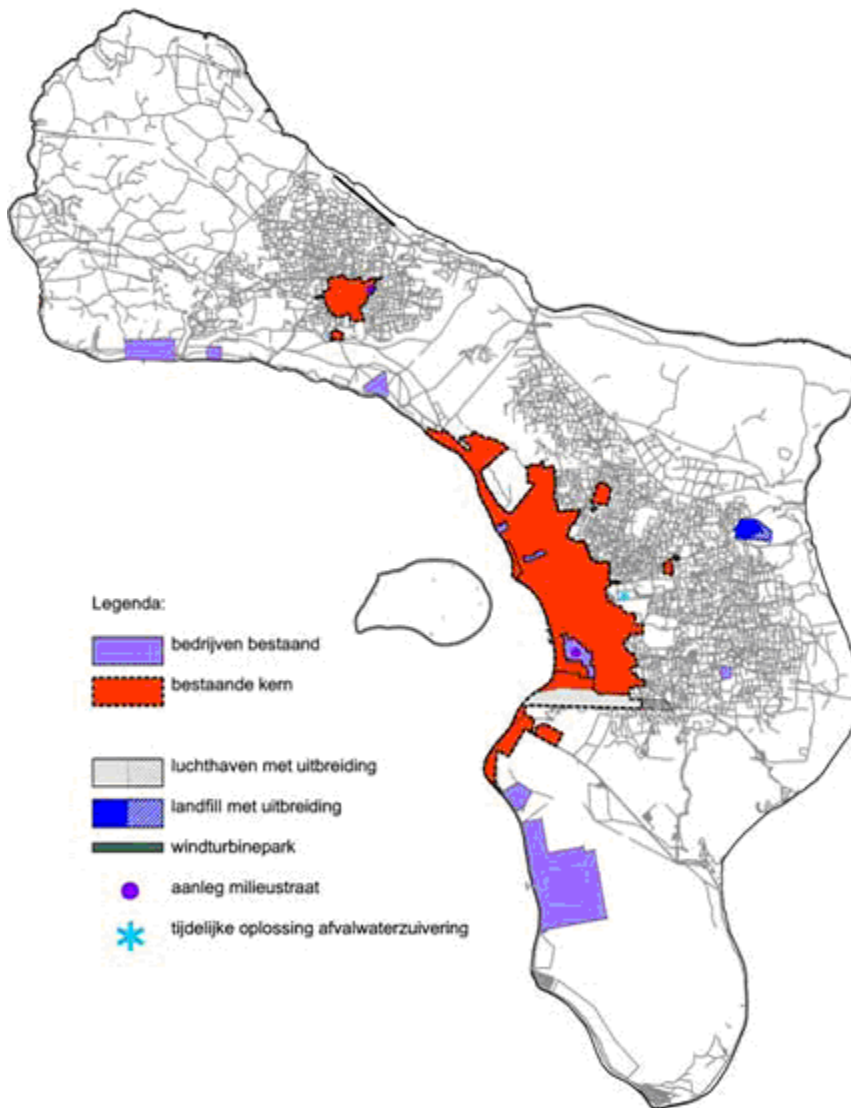 Legenda:
bedrijven bestaand
bestaande kern
luchthaven met uitbreiding
landfill met uitbreiding
windturbinepark
aanleg milieustraat
tijdelijke oplossing afvalwaterzuivering